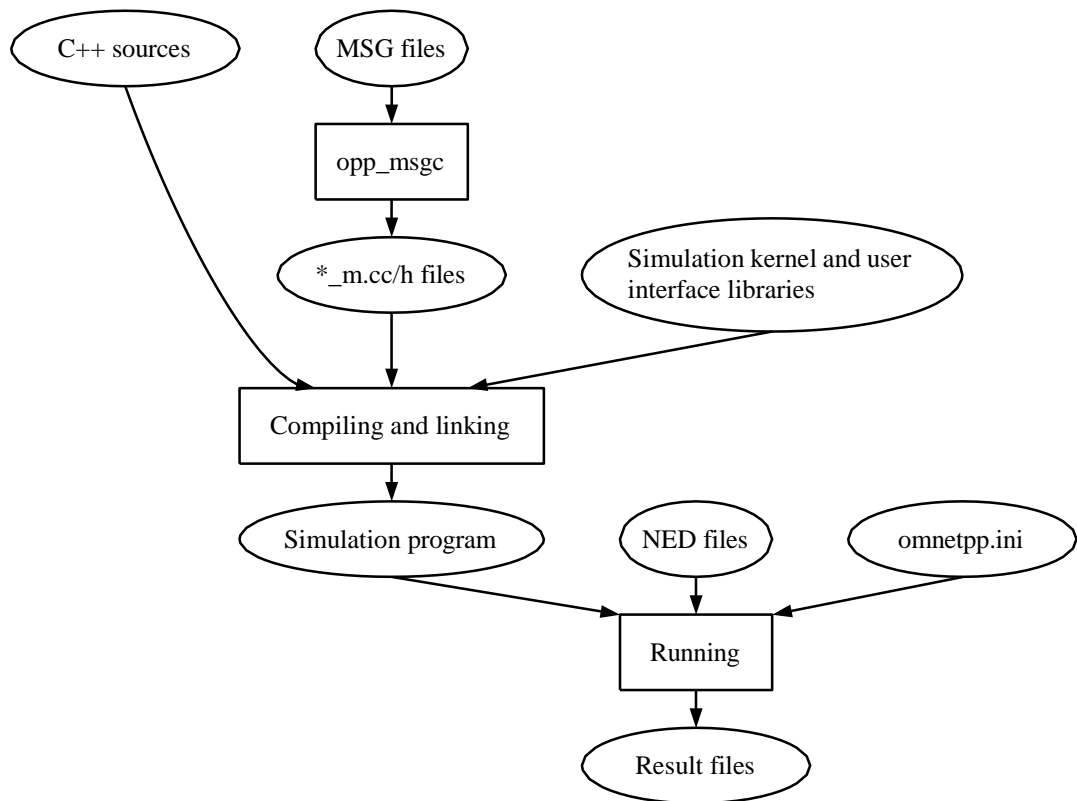 C++ sources
MSG files
opp_msgc
*_m.cc/h files
Simulation kernel and user
interface libraries
Compiling and linking
Simulation program
NED files
omnetpp.ini
Running
Result files